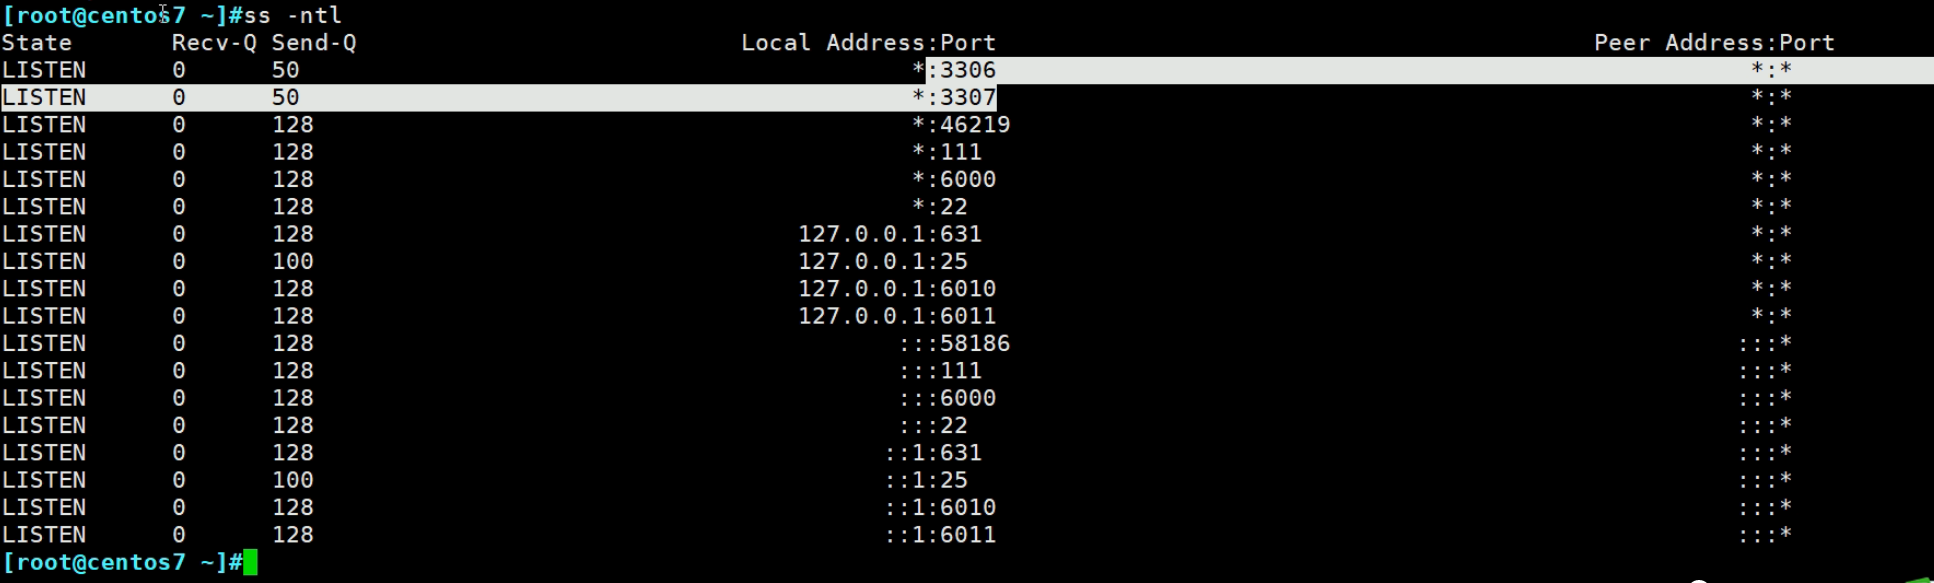 [root@centos7 ~]#ss -ntl
State Recv-Q Send-Q Local Address:Port Peer Address:Port
LISTEN 0 50 *:3306 *:*
LISTEN 0 50 *:3307 *:*
LISTEN 0 128 *:46219 *:*
LISTEN 0 128 *:111 *:*
LISTEN 0 128 *:6000 *:*
LISTEN 0 128 *:22 *:*
LISTEN 0 128 127.0.0.1:631 *:*
LISTEN 0 100 127.0.0.1:25 *:*
LISTEN 0 128 127.0.0.1:6010 *:*
LISTEN 0 128 127.0.0.1:6011 *:*
LISTEN 0 128 :::58186 :::*
LISTEN 0 128 :::111 :::*
LISTEN 0 128 :::6000 :::*
LISTEN 0 128 :::22 :::*
LISTEN 0 128 ::1:631 :::*
LISTEN 0 100 ::1:25 :::*
LISTEN 0 128 ::1:6010 :::*
LISTEN 0 128 ::1:6011 :::*
[root@centos7 ~]#